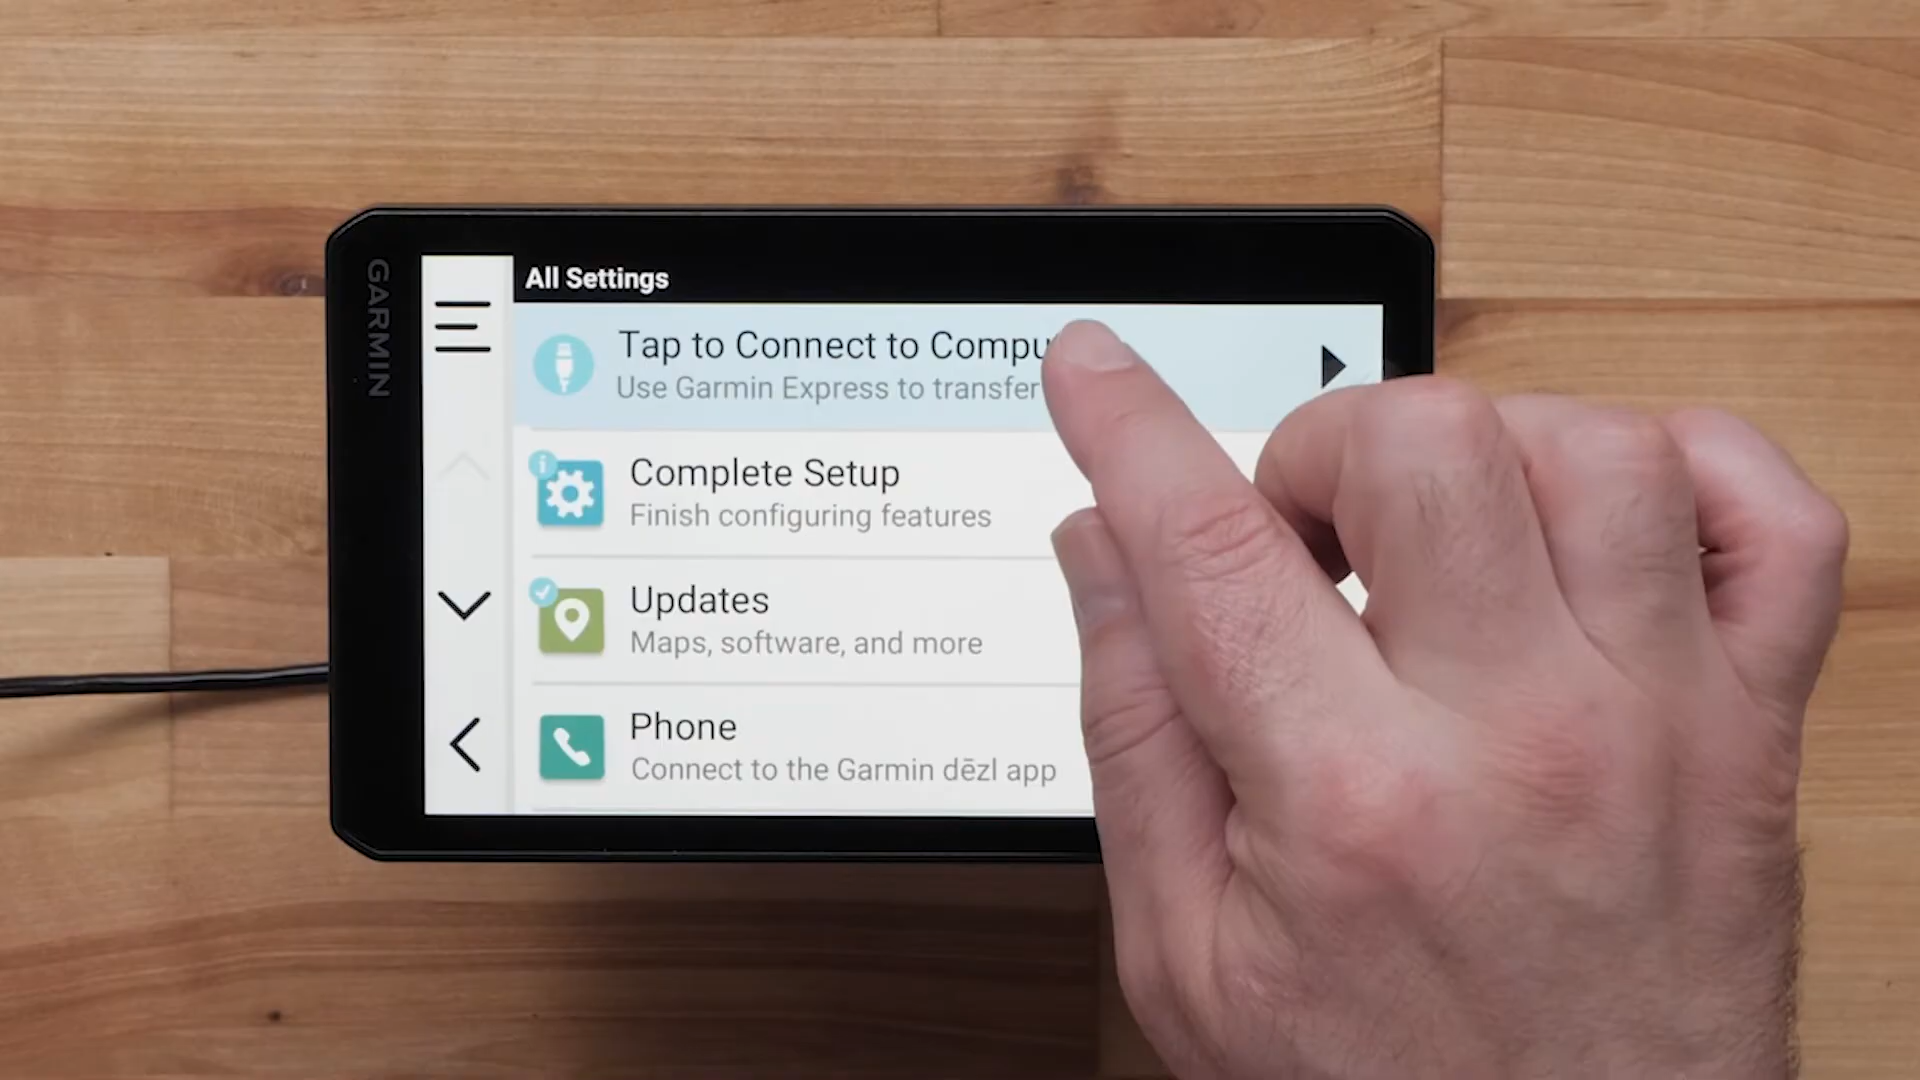 GARMIN
All Settings
Tap to Connect to
Use Garmin Express to transfer
Complete Setup
Finish configuring features
Updates
Maps, software, and more
Phone
Connect to the Garmin dēzl app